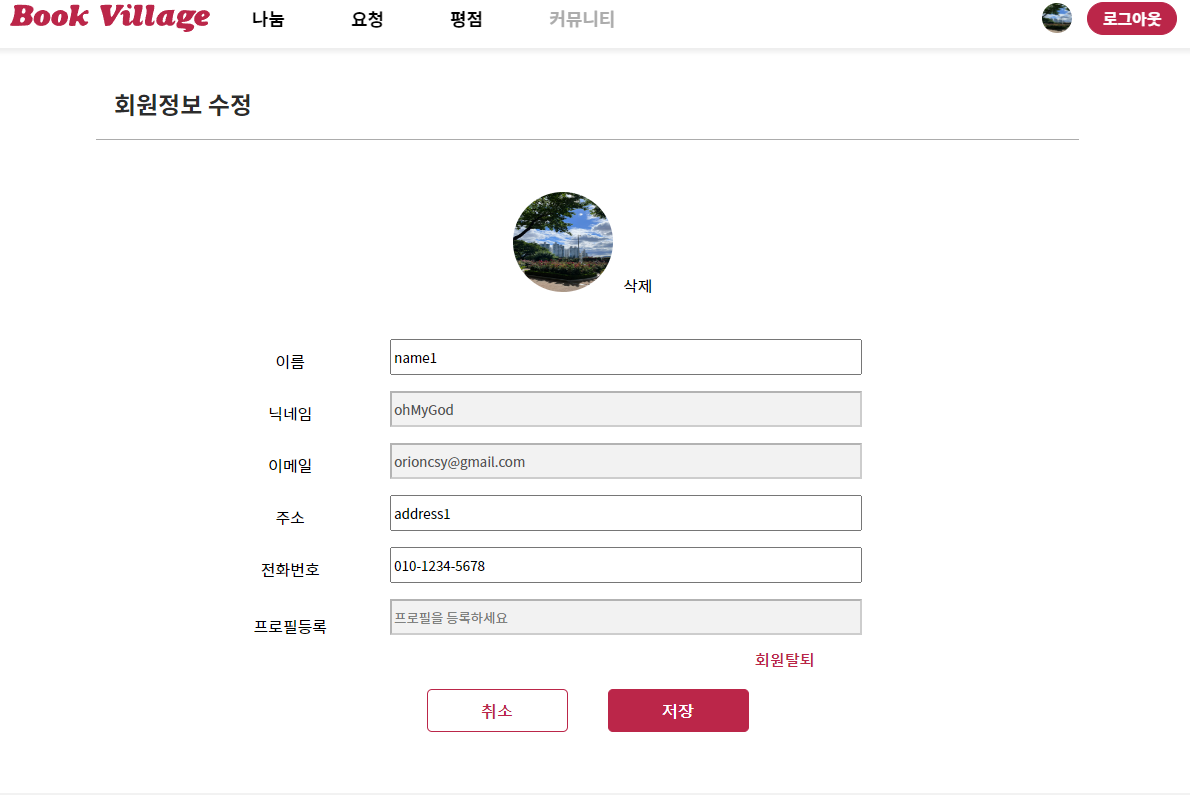 Book Village 나눔 요청 평점 커뮤니티 로그아웃
회원정보 수정
삭제
이름 name1
닉네임 ohMyGod
이메일 orioncsy@gmail.com
주소 address1
전화번호 010-1234-5678
프로필등록 프로필을 등록하세요
회원탈퇴
취소 저장